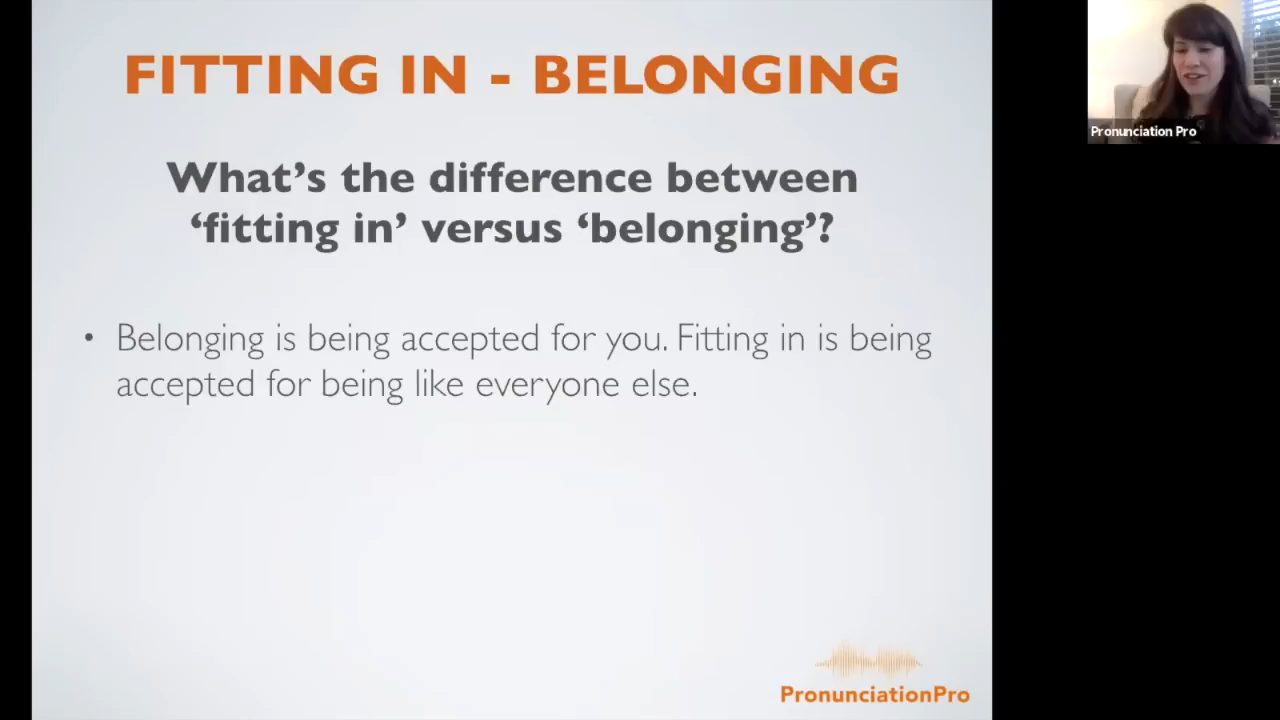 FITTING IN - BELONGING
What’s the difference between
‘fitting in’ versus ‘belonging’?
• Belonging is being accepted for you. Fitting in is being
accepted for being like everyone else.
PronunciationPro
Pronunciation Pro